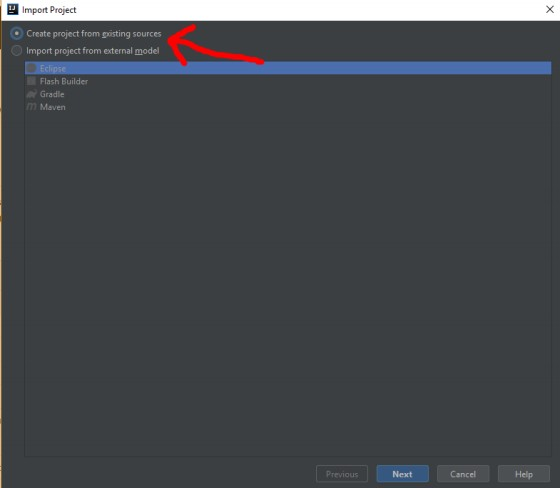 Import Project
Create project from existing sources
Import project from external model
Eclipse
Flash Builder
Gradle
Maven
Previous
Next
Cancel
Help